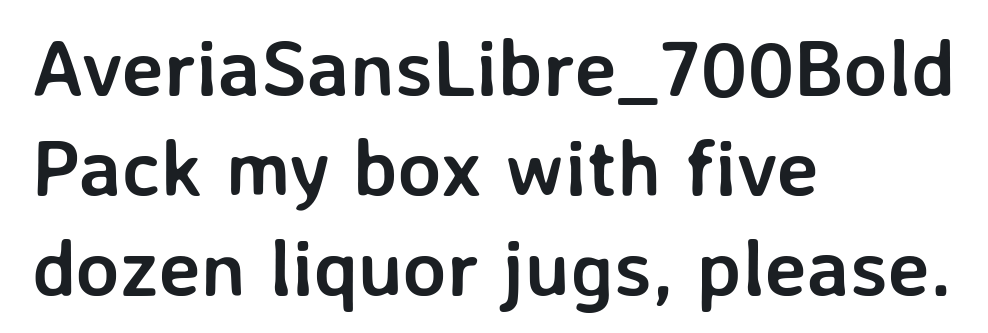 AveriaSansLibre_700Bold
Pack my box with five
dozen liquor jugs, please.